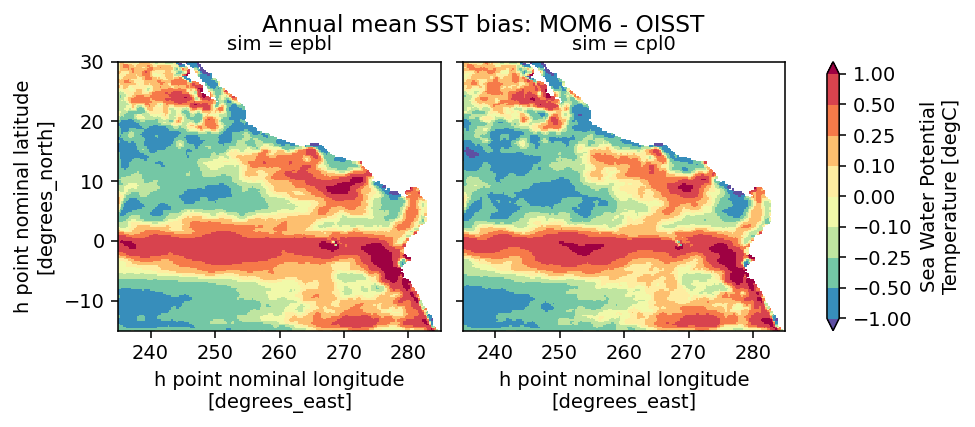 Annual mean SST bias: MOM6 - OISST
sim = epbl
sim = cpl0
h point nominal latitude
[degrees_north]
30
20
10
0
−10
240
250
260
270
280
h point nominal longitude
[degrees_east]
240
250
260
270
280
h point nominal longitude
[degrees_east]
1.00
0.50
0.25
0.10
0.00
−0.10
−0.25
−0.50
−1.00
Sea Water Potential
Temperature [degC]